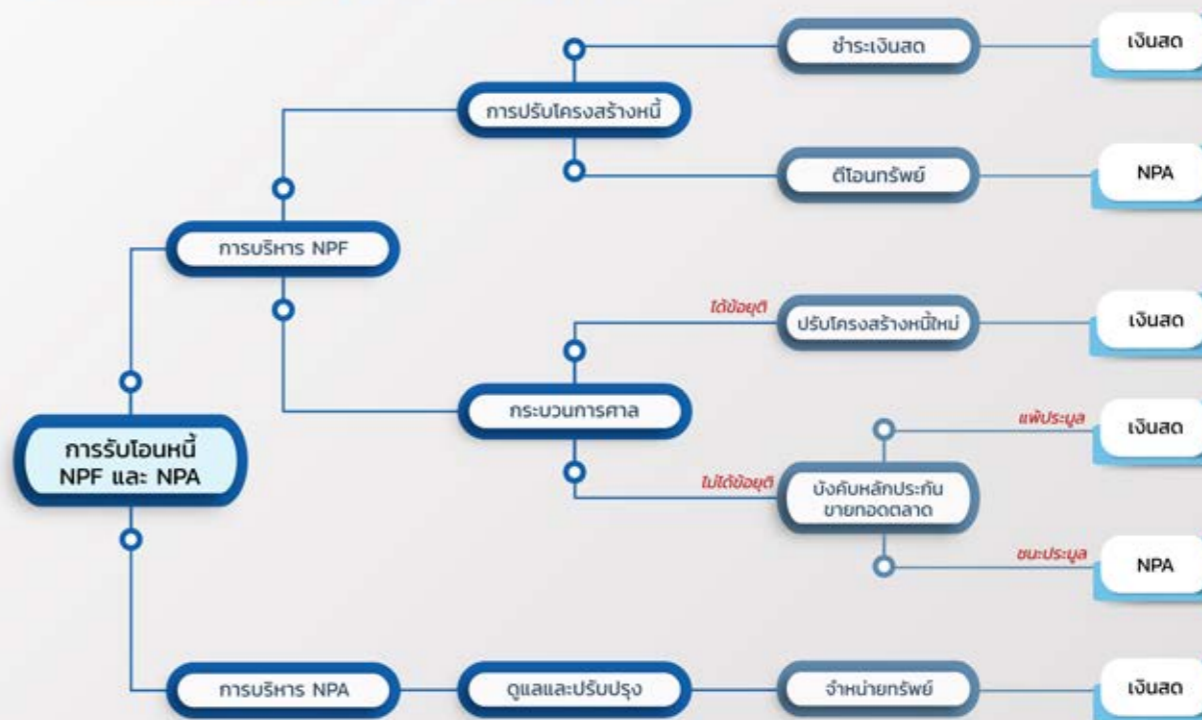 ชำระเงินสด
เงินสด
การปรับโครงสร้างหนี้
ตีโอนทรัพย์
NPA
การบริหาร NPF
ได้ข้อยุติ
ปรับโครงสร้างหนี้ใหม่
เงินสด
กระบวนการศาล
แพ้ประมูล
เงินสด
การรับโอนหนี้
NPF และ NPA
ไม่ได้ข้อยุติ
บังคับหลักประกัน
ขายทอดตลาด
ชนะประมูล
NPA
การบริหาร NPA
ดูแลและปรับปรุง
จำหน่ายทรัพย์
เงินสด